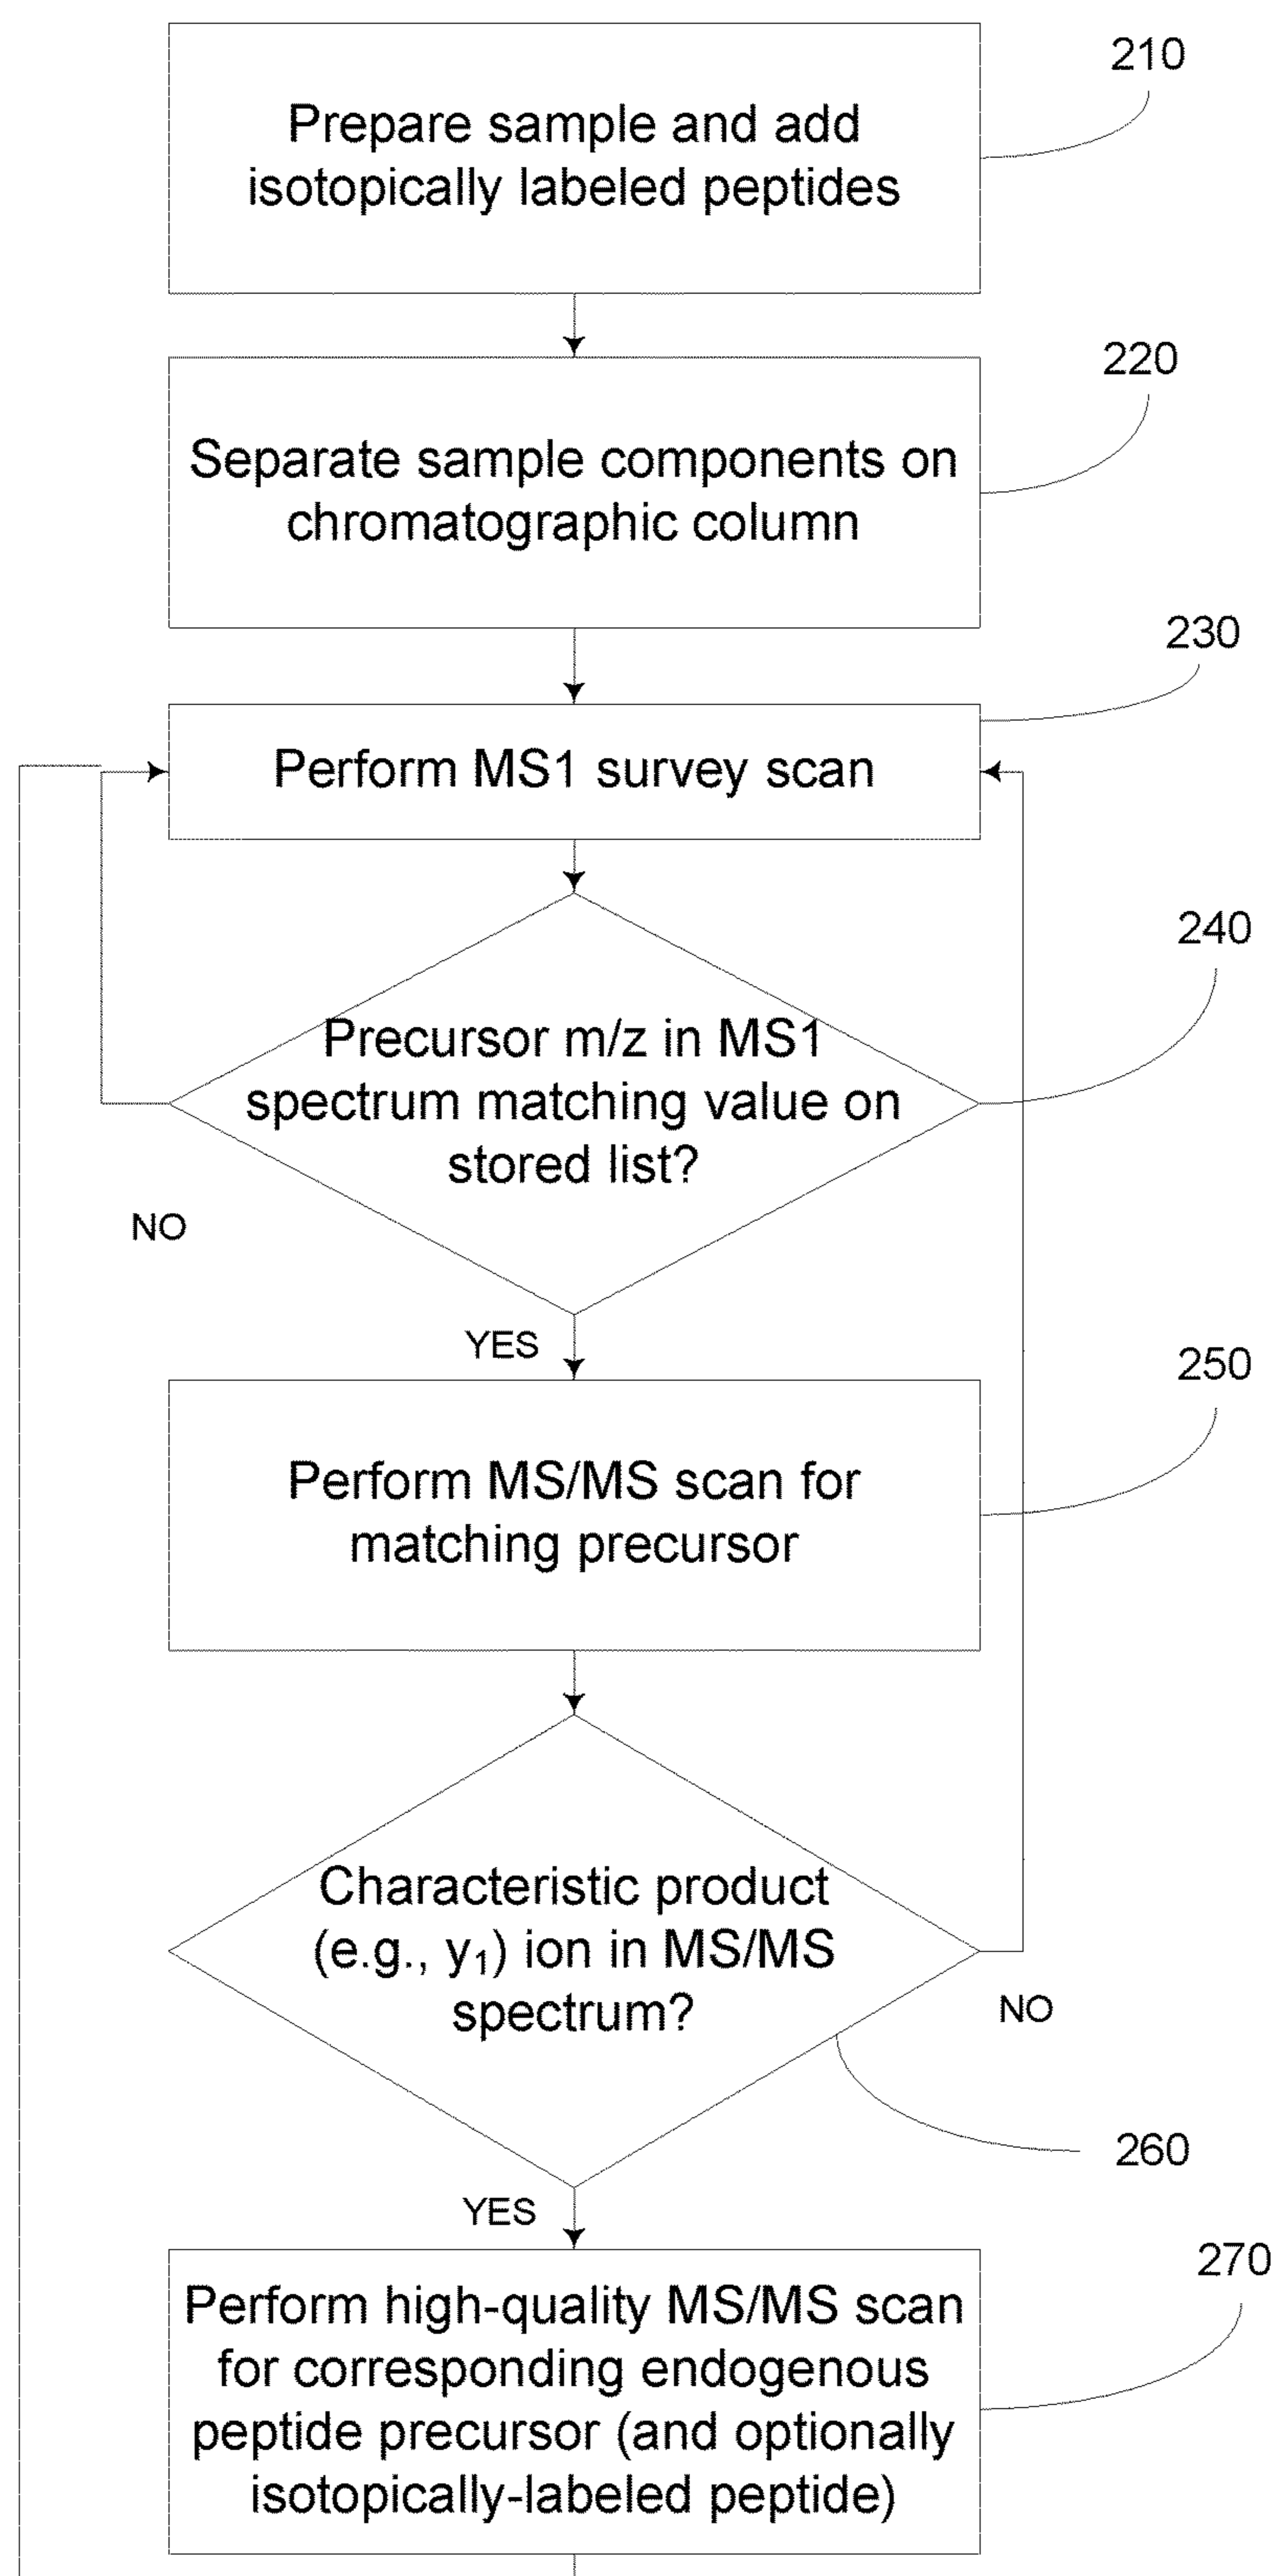 210
Prepare sample and add
isotopically labeled peptides
220
Separate sample components on
chromatographic column
230
Perform MS1 survey scan
240
Precursor m/z in MS1
spectrum matching value on
stored list?
NO
YES
250
Perform MS/MS scan for
matching precursor
Characteristic product
(e.g., y₁) ion in MS/MS
spectrum?
NO
260
YES
270
Perform high-quality MS/MS scan
for corresponding endogenous
peptide precursor (and optionally
isotopically-labeled peptide)